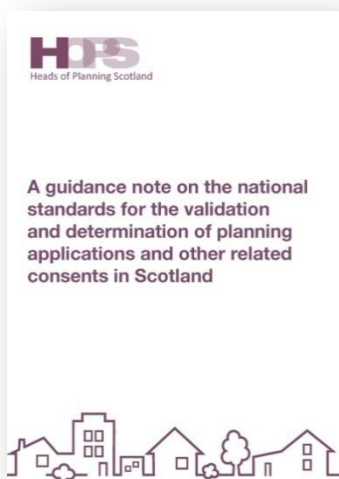 HOPS
Heads of Planning Scotland
A guidance note on the national
standards for the validation
and determination of planning
applications and other related
consents in Scotland